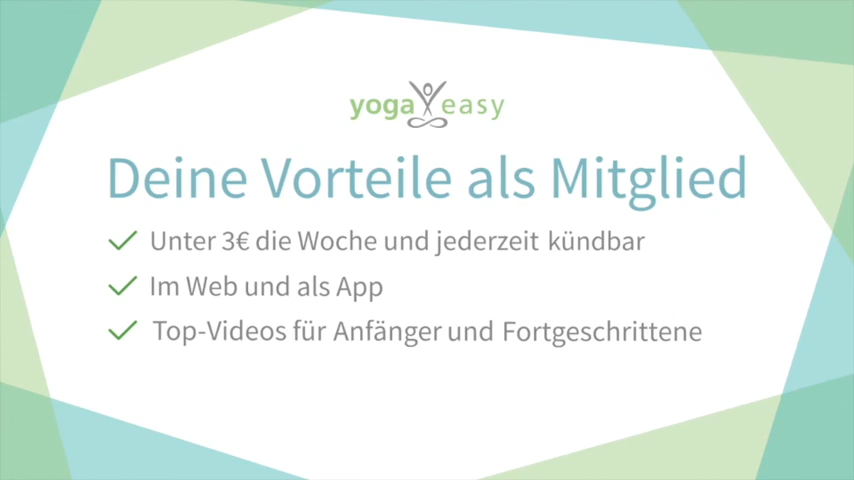 yoga easy
Deine Vorteile als Mitglied
Unter 3€ die Woche und jederzeit kündbar
Im Web und als App
Top-Videos für Anfänger und Fortgeschrittene